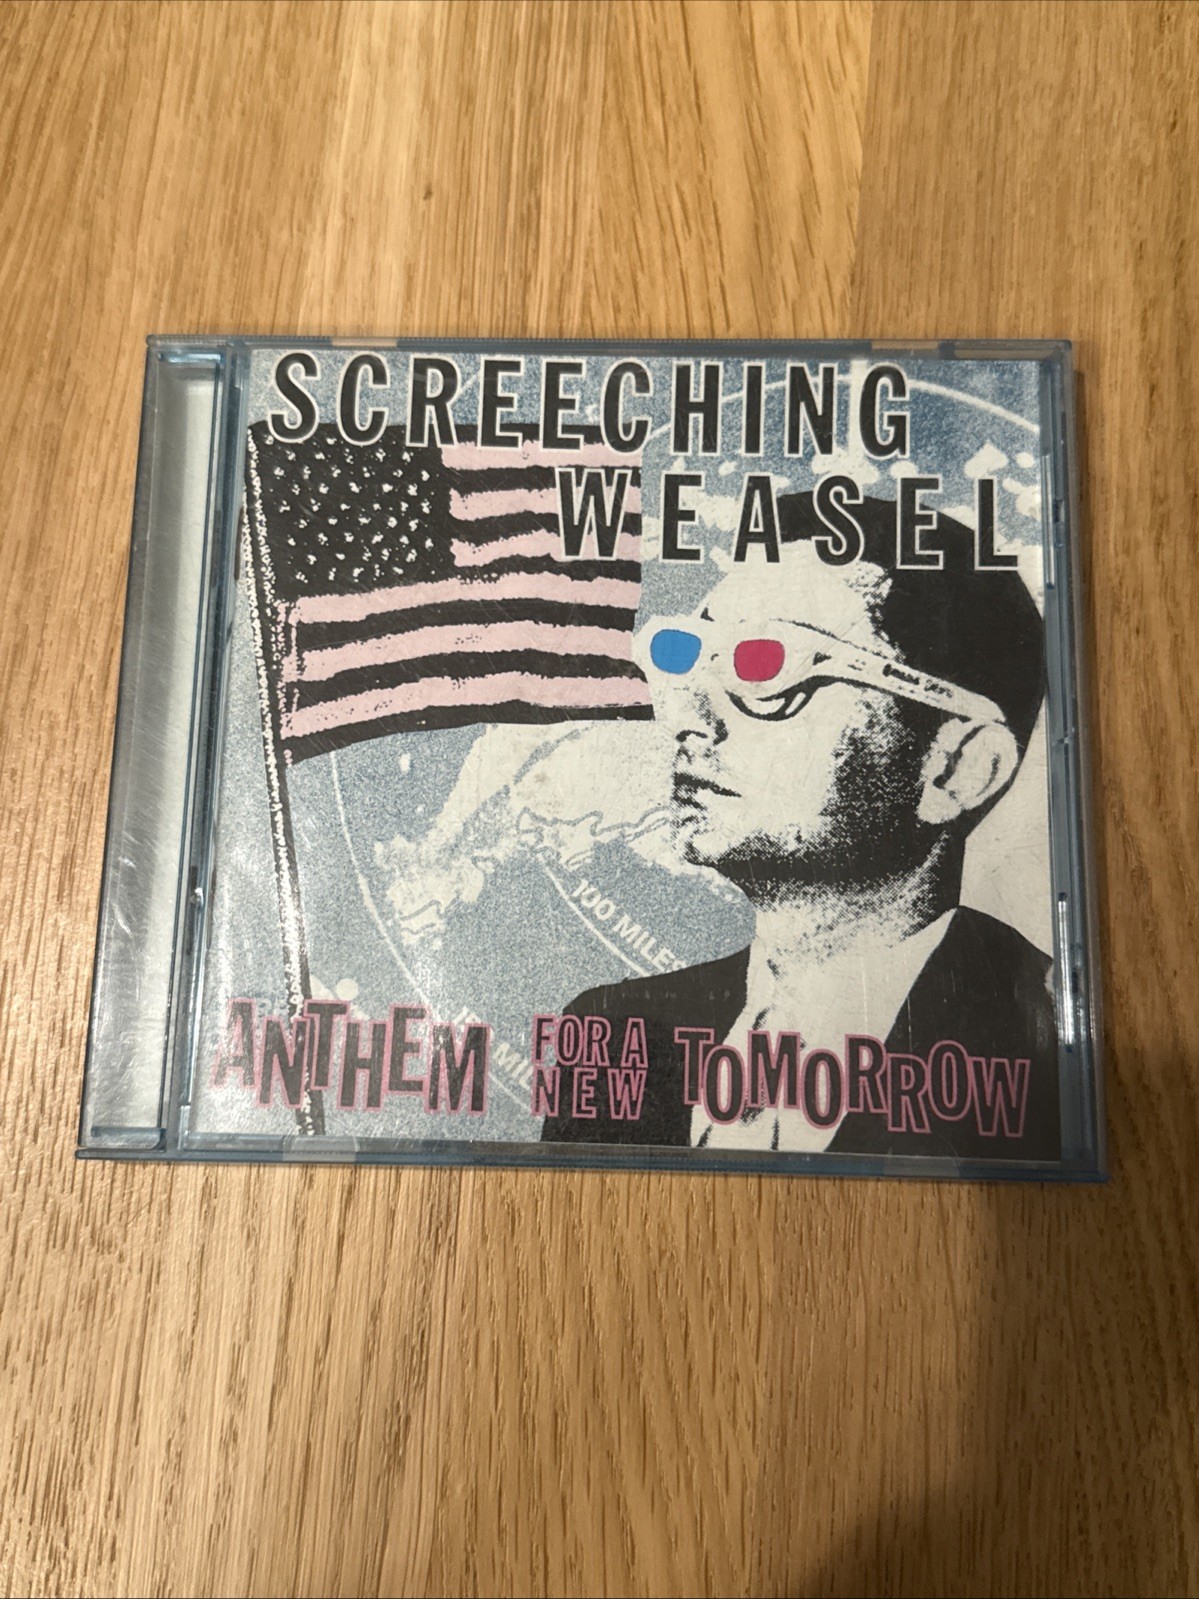 SCREECHING
WEASEL
100 MILES
ANTHEM FOR A NEW TOMORROW